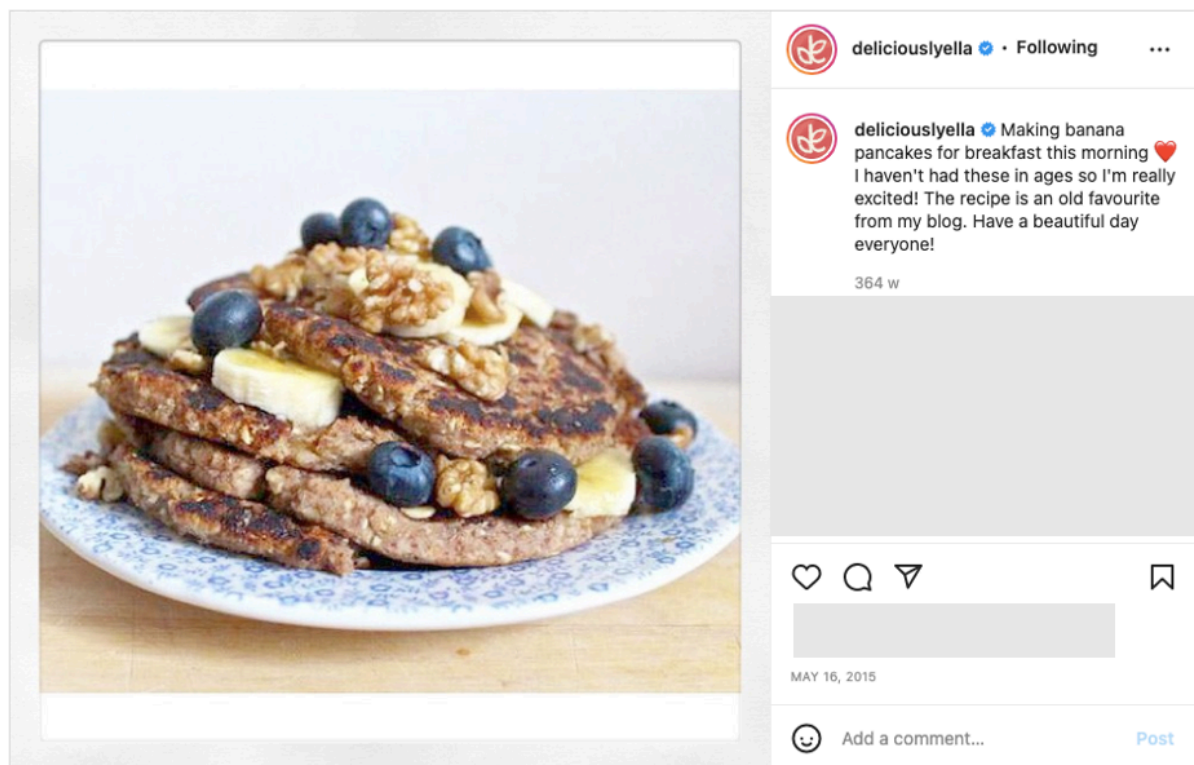 deliciouslyella • Following
deliciouslyella Making banana
pancakes for breakfast this morning ❤️
I haven't had these in ages so I'm really
excited! The recipe is an old favourite
from my blog. Have a beautiful day
everyone!
364 w
MAY 16, 2015
Add a comment...
Post